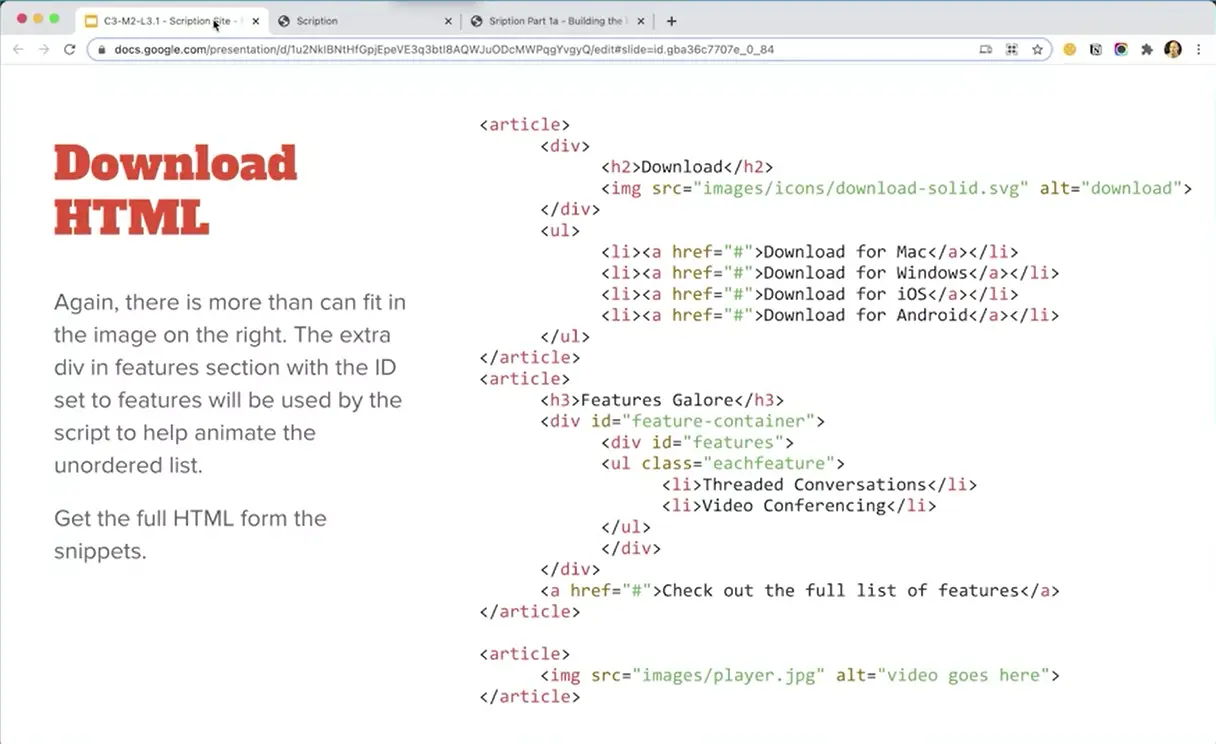 C3-M2-L3.1 - Scription Site -
Scription
Sription Part 1a - Building the
docs.google.com/presentation/d/1u2NklBNtHfGpjEpeVE3q3btI8AQWJuODcMWPqgYvgyQ/edit#slide=id.gba36c7707e_0_84
Download
HTML
Again, there is more than can fit in
the image on the right. The extra
div in features section with the ID
set to features will be used by the
script to help animate the
unordered list.
Get the full HTML form the
snippets.
<article>
<div>
<h2>Download</h2>
<img src="images/icons/download-solid.svg" alt="download">
</div>
<ul>
<li><a href="#">Download for Mac</a></li>
<li><a href="#">Download for Windows</a></li>
<li><a href="#">Download for iOS</a></li>
<li><a href="#">Download for Android</a></li>
</ul>
</article>
<article>
<h3>Features Galore</h3>
<div id="feature-container">
<div id="features">
<ul class="eachfeature">
<li>Threaded Conversations</li>
<li>Video Conferencing</li>
</ul>
</div>
</div>
<a href="#">Check out the full list of features</a>
</article>
<article>
<img src="images/player.jpg" alt="video goes here">
</article>